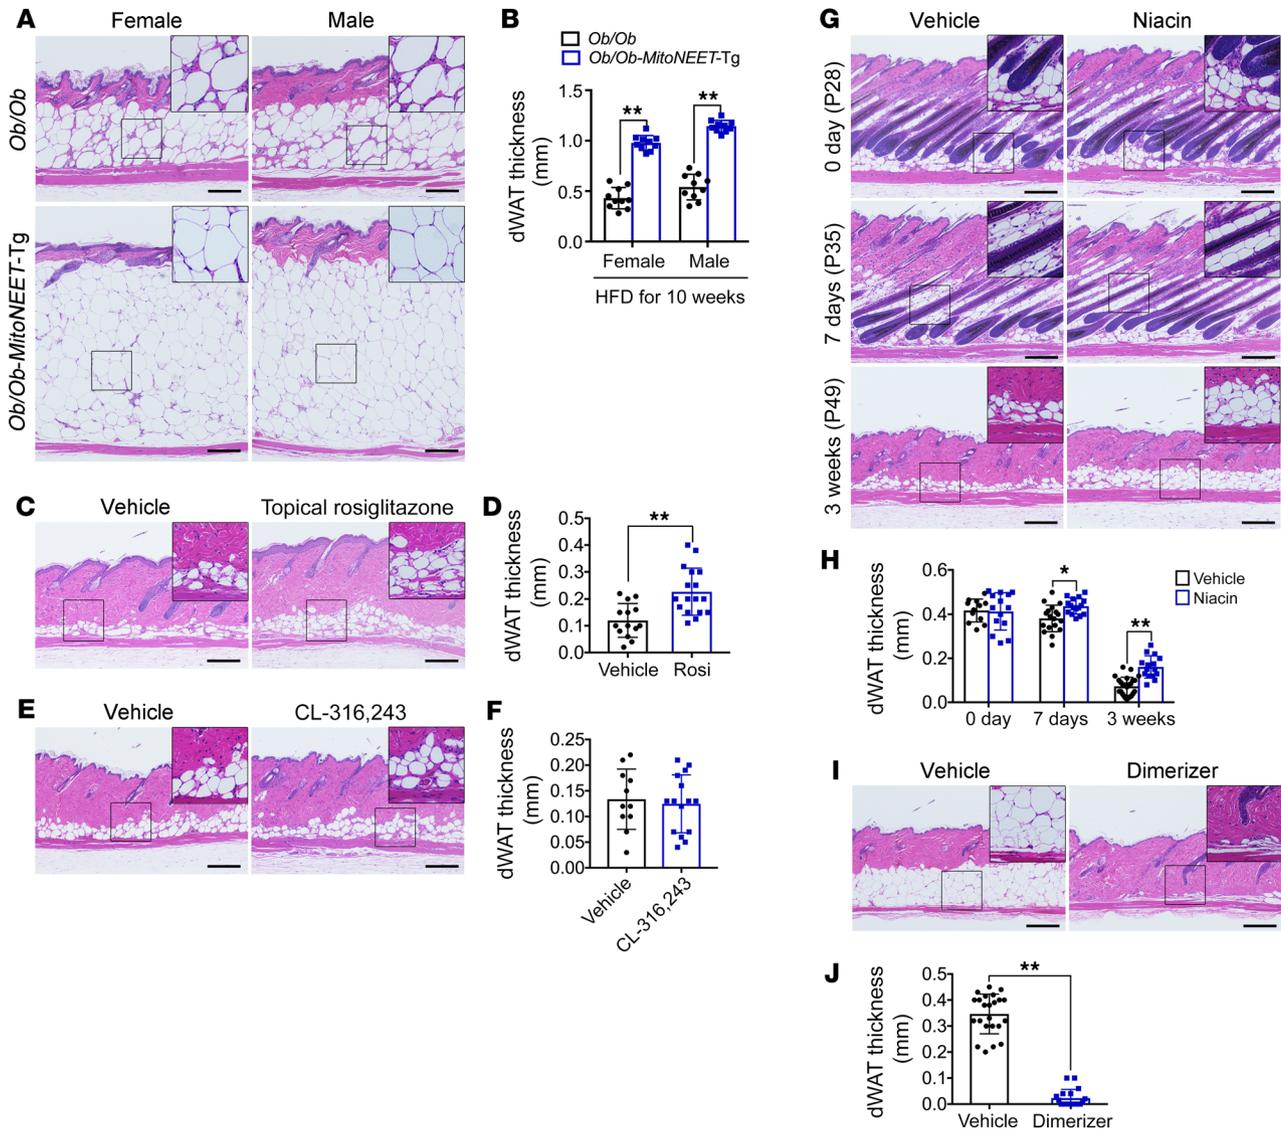 A
Female
Male
Ob/Ob
Ob/Ob-MitoNEET-Tg
B
Ob/Ob
Ob/Ob-MitoNEET-Tg
dWAT thickness
(mm)
1.5
**
**
1.0
0.5
0.0
Female
Male
HFD for 10 weeks
C
Vehicle
Topical rosiglitazone
D
dWAT thickness
(mm)
0.5
**
0.4
0.3
0.2
0.1
0.0
Vehicle
Rosi
E
Vehicle
CL-316,243
F
dWAT thickness
(mm)
0.25
0.20
0.15
0.10
0.05
0.00
Vehicle
CL-316,243
G
Vehicle
Niacin
0 day (P28)
7 days (P35)
3 weeks (P49)
H
dWAT thickness
(mm)
0.6
*
Vehicle
Niacin
0.4
**
0.2
0.0
0 day
7 days
3 weeks
I
Vehicle
Dimerizer
J
dWAT thickness
(mm)
0.5
**
0.4
0.3
0.2
0.1
0.0
Vehicle
Dimerizer